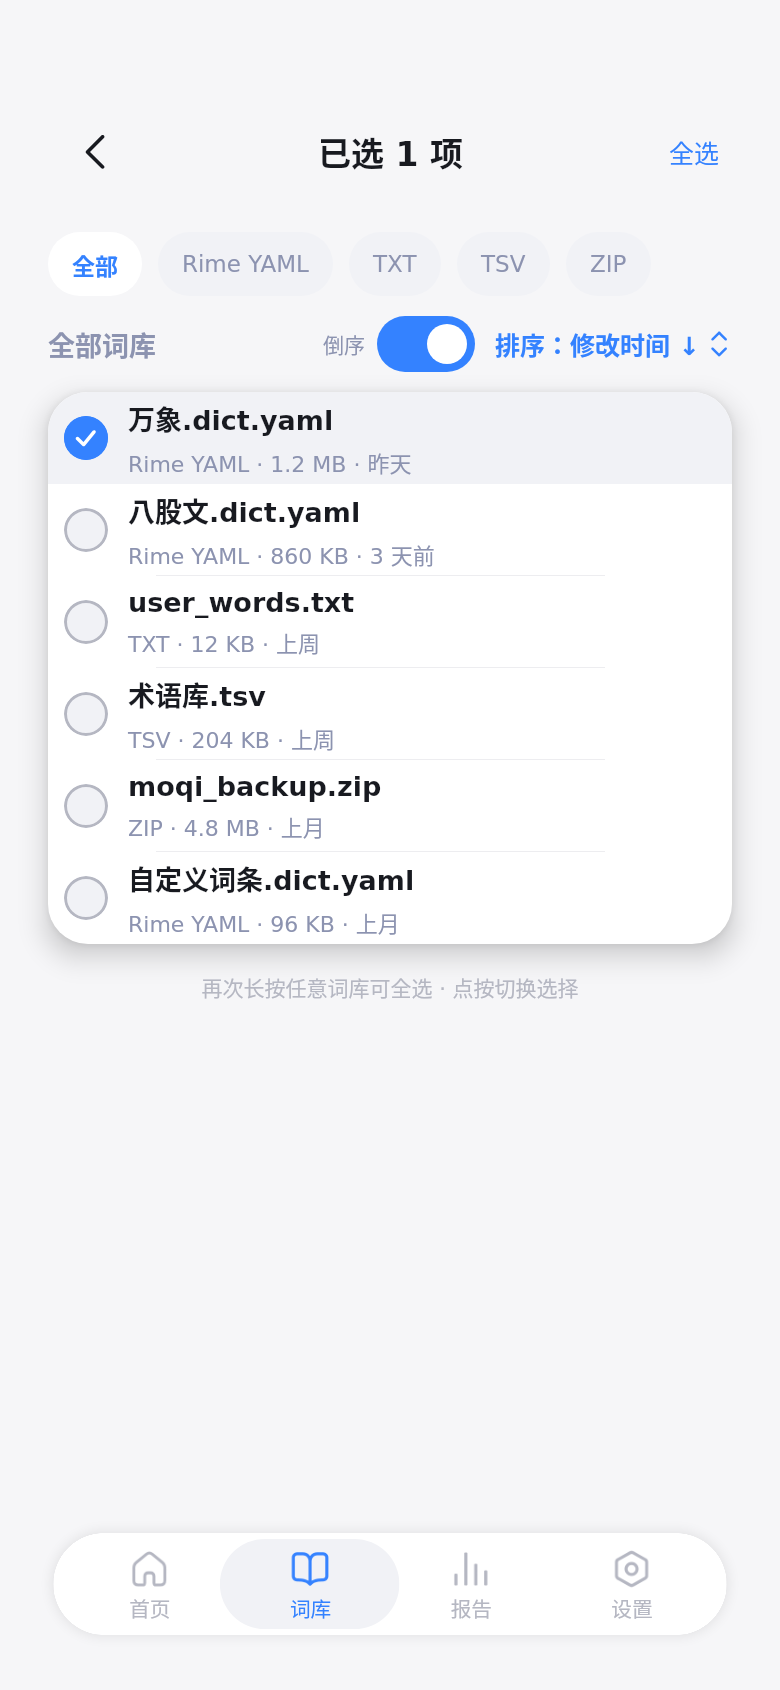 已选 1 项
全选
全部
Rime YAML
TXT
TSV
ZIP
全部词库
倒序
排序：修改时间 ↓
万象.dict.yaml
Rime YAML · 1.2 MB · 昨天
八股文.dict.yaml
Rime YAML · 860 KB · 3 天前
user_words.txt
TXT · 12 KB · 上周
术语库.tsv
TSV · 204 KB · 上周
moqi_backup.zip
ZIP · 4.8 MB · 上月
自定义词条.dict.yaml
Rime YAML · 96 KB · 上月
再次长按任意词库可全选 · 点按切换选择
首页
词库
报告
设置